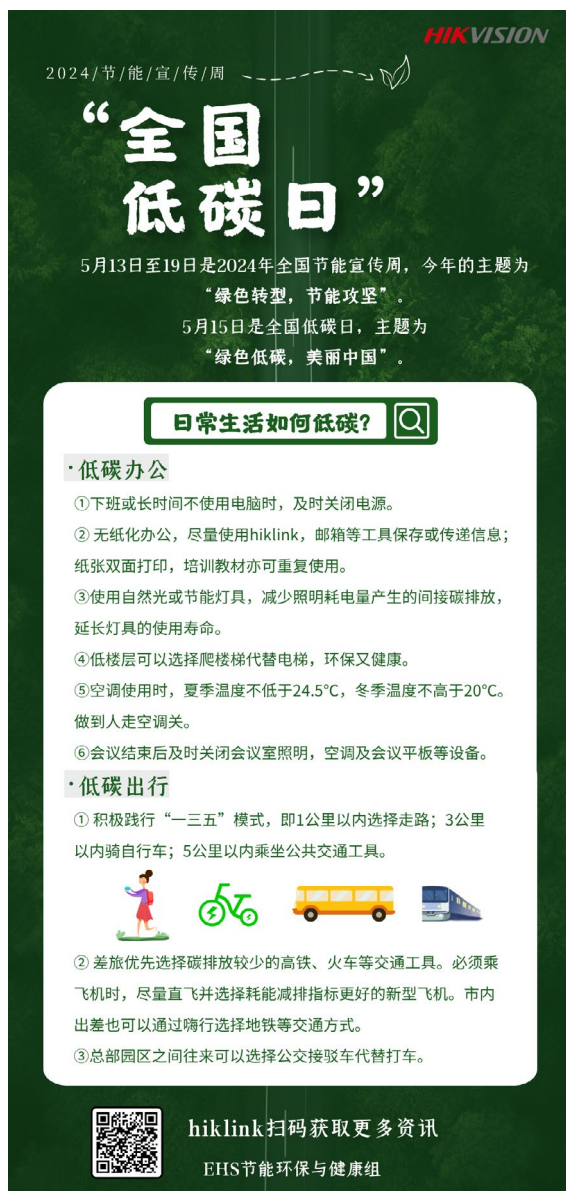 HIKVISION
2024/节/能/宣/传/周
“全国
低碳日”
5月13日至19日是2024年全国节能宣传周，今年的主题为
“绿色转型，节能攻坚”。
5月15日是全国低碳日，主题为
“绿色低碳，美丽中国”。
日常生活如何低碳?
·低碳办公
①下班或长时间不使用电脑时，及时关闭电源。
② 无纸化办公，尽量使用hiklink，邮箱等工具保存或传递信息；
纸张双面打印，培训教材亦可重复使用。
③使用自然光或节能灯具，减少照明耗电量产生的间接碳排放，
延长灯具的使用寿命。
④低楼层可以选择爬楼梯代替电梯，环保又健康。
⑤空调使用时，夏季温度不低于24.5℃，冬季温度不高于20℃。
做到人走空调关。
⑥会议结束后及时关闭会议室照明，空调及会议平板等设备。
·低碳出行
① 积极践行“一三五”模式，即1公里以内选择走路；3公里
以内骑自行车；5公里以内乘坐公共交通工具。
② 差旅优先选择碳排放较少的高铁、火车等交通工具。必须乘
飞机时，尽量直飞并选择耗能减排指标更好的新型飞机。市内
出差也可以通过嗨行选择地铁等交通方式。
③总部园区之间往来可以选择公交接驳车代替打车。
hiklink扫码获取更多资讯
EHS节能环保与健康组